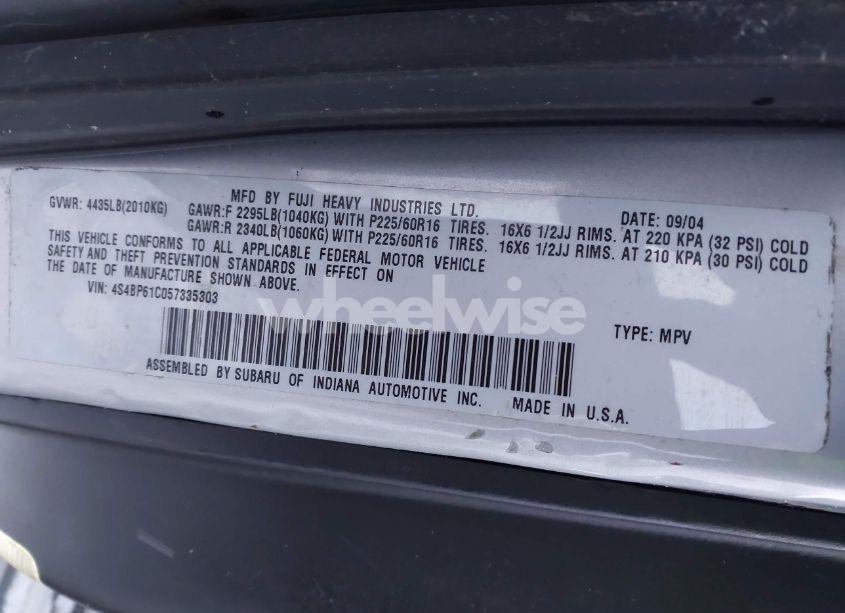 MFD BY FUJI HEAVY INDUSTRIES LTD. DATE: 09/04
GVWR: 4435LB(2010KG) GAWR:F 2295LB(1040KG) WITH P225/60R16 TIRES. 16X6 1/2JJ RIMS. AT 220 KPA (32 PSI) COLD
GAWR:R 2340LB(1060KG) WITH P225/60R16 TIRES. 16X6 1/2JJ RIMS. AT 210 KPA (30 PSI) COLD
THIS VEHICLE CONFORMS TO ALL APPLICABLE FEDERAL MOTOR VEHICLE
SAFETY AND THEFT PREVENTION STANDARDS IN EFFECT ON
THE DATE OF MANUFACTURE SHOWN ABOVE.
VIN: 4S4BP61C057335303
TYPE: MPV
wheelwise
ASSEMBLED BY SUBARU OF INDIANA AUTOMOTIVE INC. MADE IN U.S.A.